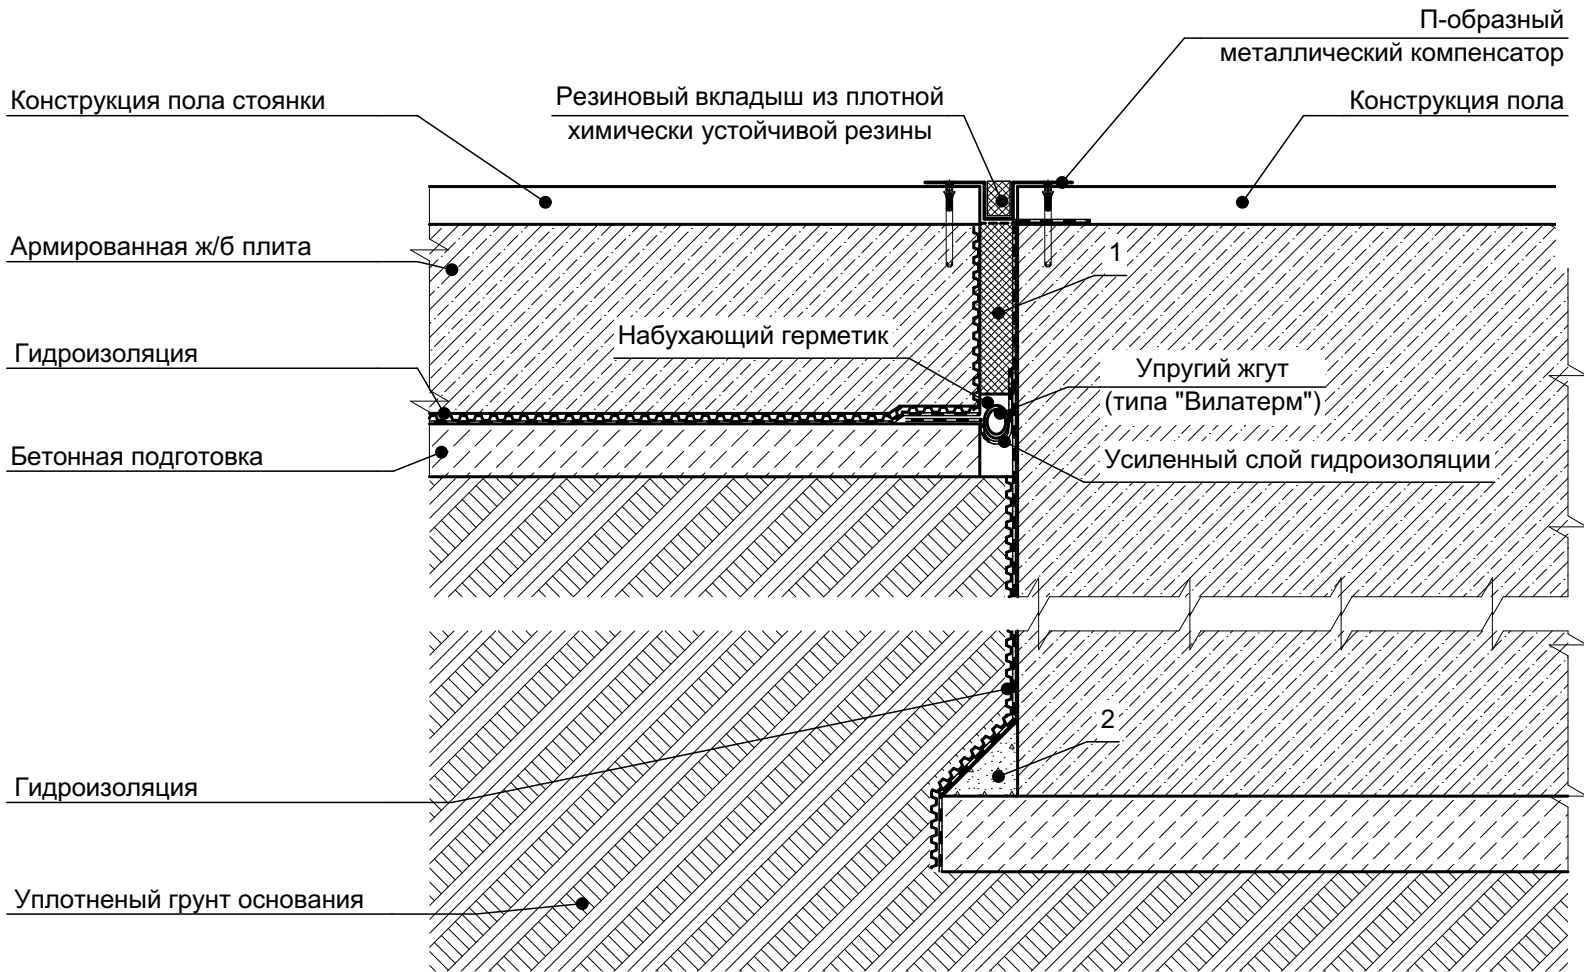 П-образный
металлический компенсатор
Конструкция пола стоянки
Резиновый вкладыш из плотной
химически устойчивой резины
Конструкция пола
Армированная ж/б плита
1
Набухающий герметик
Гидроизоляция
Упругий жгут
(типа "Вилатерм")
Бетонная подготовка
Усиленный слой гидроизоляции
2
Гидроизоляция
Уплотненый грунт основания